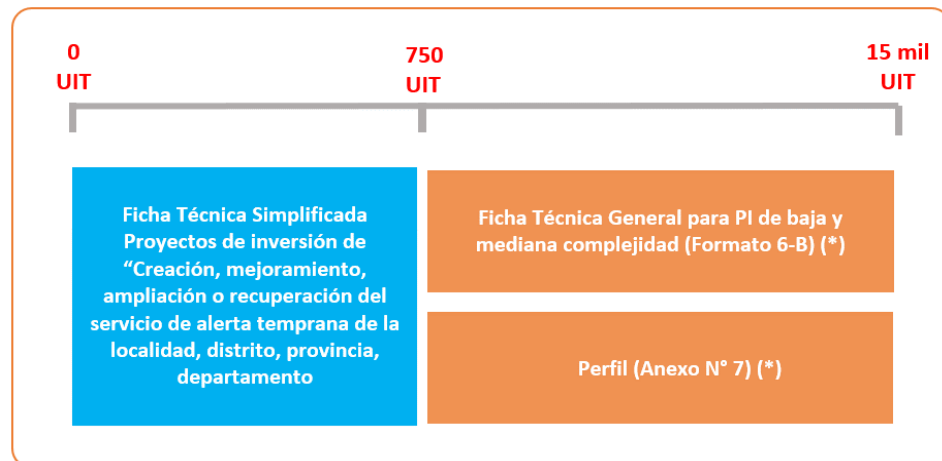 0
UIT
750
UIT
15 mil
UIT
Ficha Técnica Simplificada
Proyectos de inversión de
“Creación, mejoramiento,
ampliación o recuperación del
servicio de alerta temprana de la
localidad, distrito, provincia,
departamento
Ficha Técnica General para PI de baja y
mediana complejidad (Formato 6-B) (*)
Perfil (Anexo N° 7) (*)